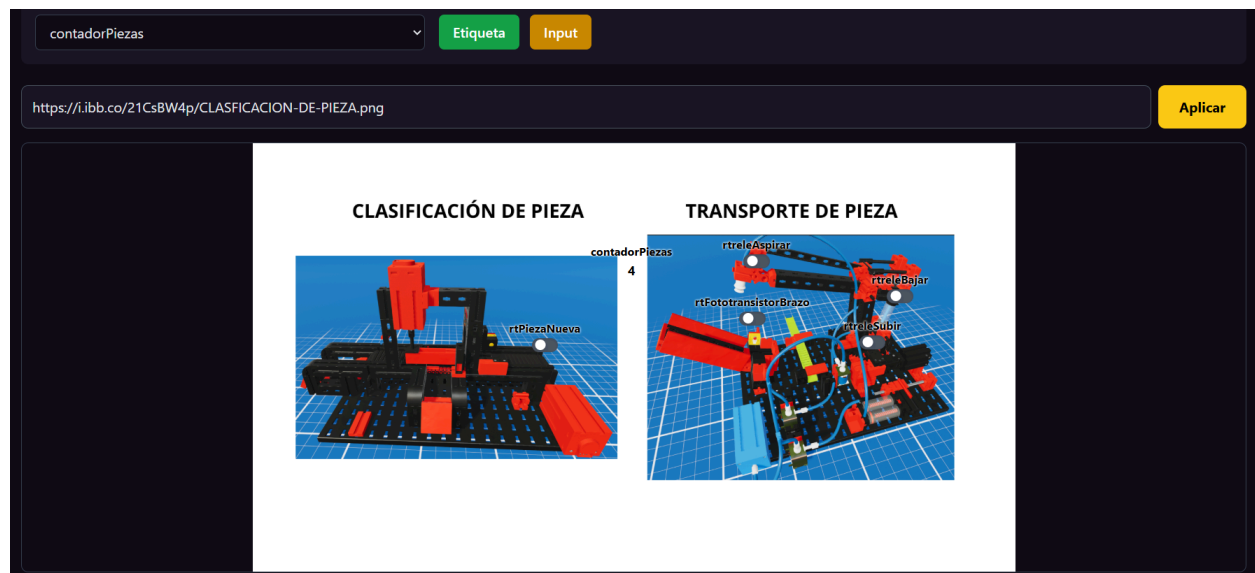 contadorPiezas
Etiqueta
Input
https://i.ibb.co/21CsBW4p/CLASFICACION-DE-PIEZA.png
Aplicar
CLASIFICACIÓN DE PIEZA
TRANSPORTE DE PIEZA
contadorPiezas
4
rtreleAspirar
rtreleBajar
rtFototransistorBrazo
rtPiezaNueva
rtreleSubir